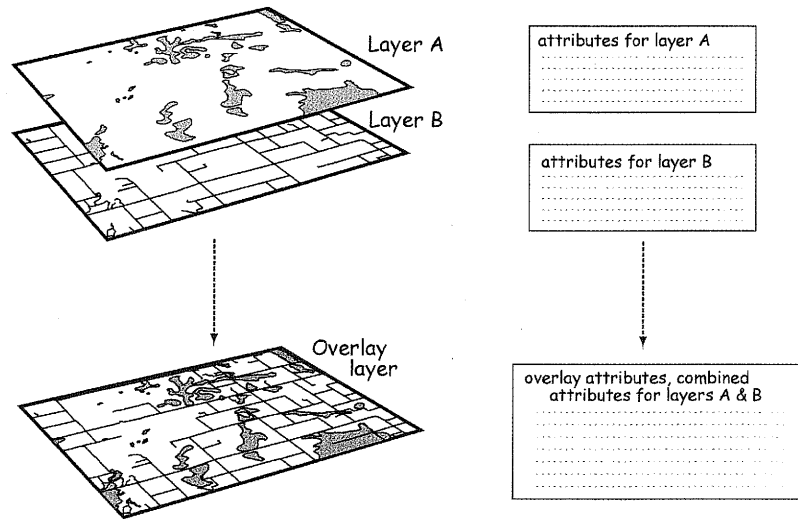 Layer A
attributes for layer A
Layer B
attributes for layer B
Overlay
layer
overlay attributes, combined
attributes for layers A & B